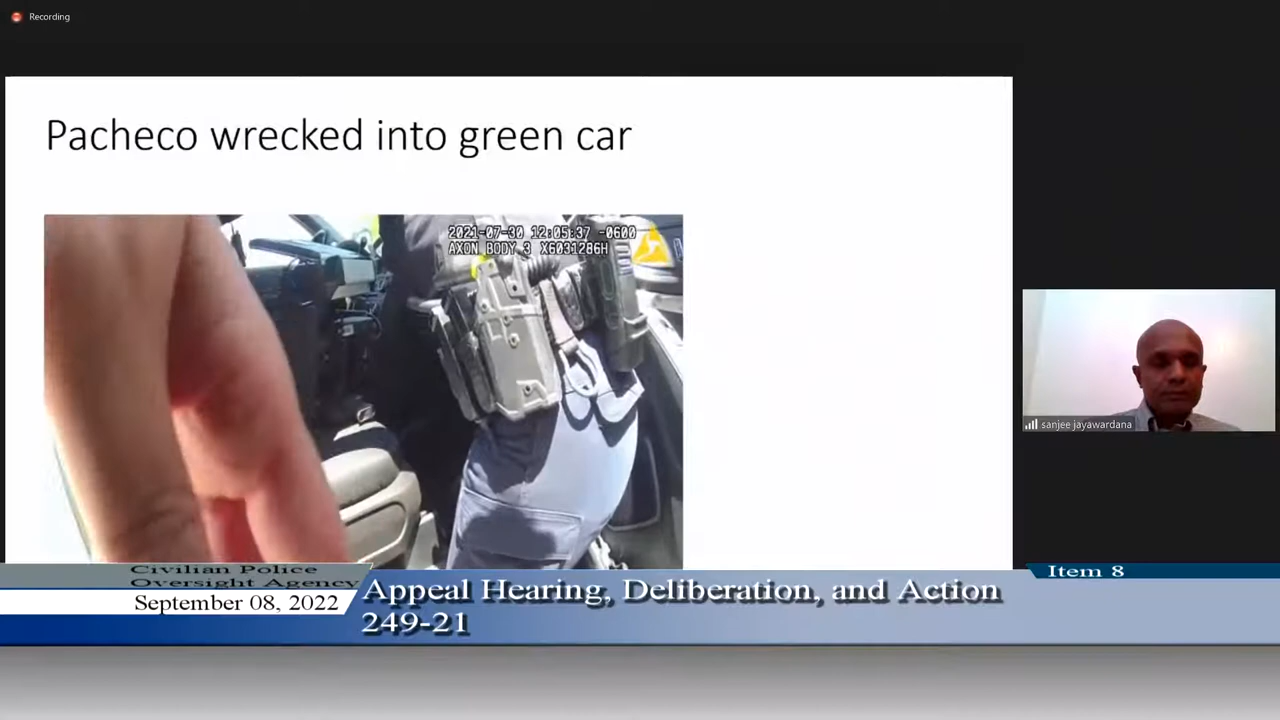 Recording
Pacheco wrecked into green car
2021-07-30 12:05:37 -0600
AXON BODY 3 X6031286H
sanjee jayawardana
Civilian Police
Oversight Agency
September 08, 2022
Appeal Hearing, Deliberation, and Action
249-21
Item 8